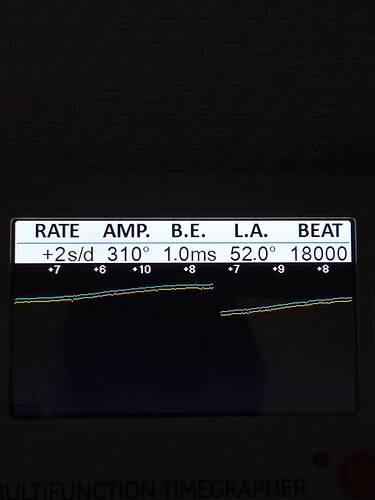 RATE AMP. B.E. L.A. BEAT
+2s/d 310° 1.0ms 52.0° 18000
+7 +6 +10 +8 +7 +9 +8
MULTIFUNCTION TIMEGRAPHER